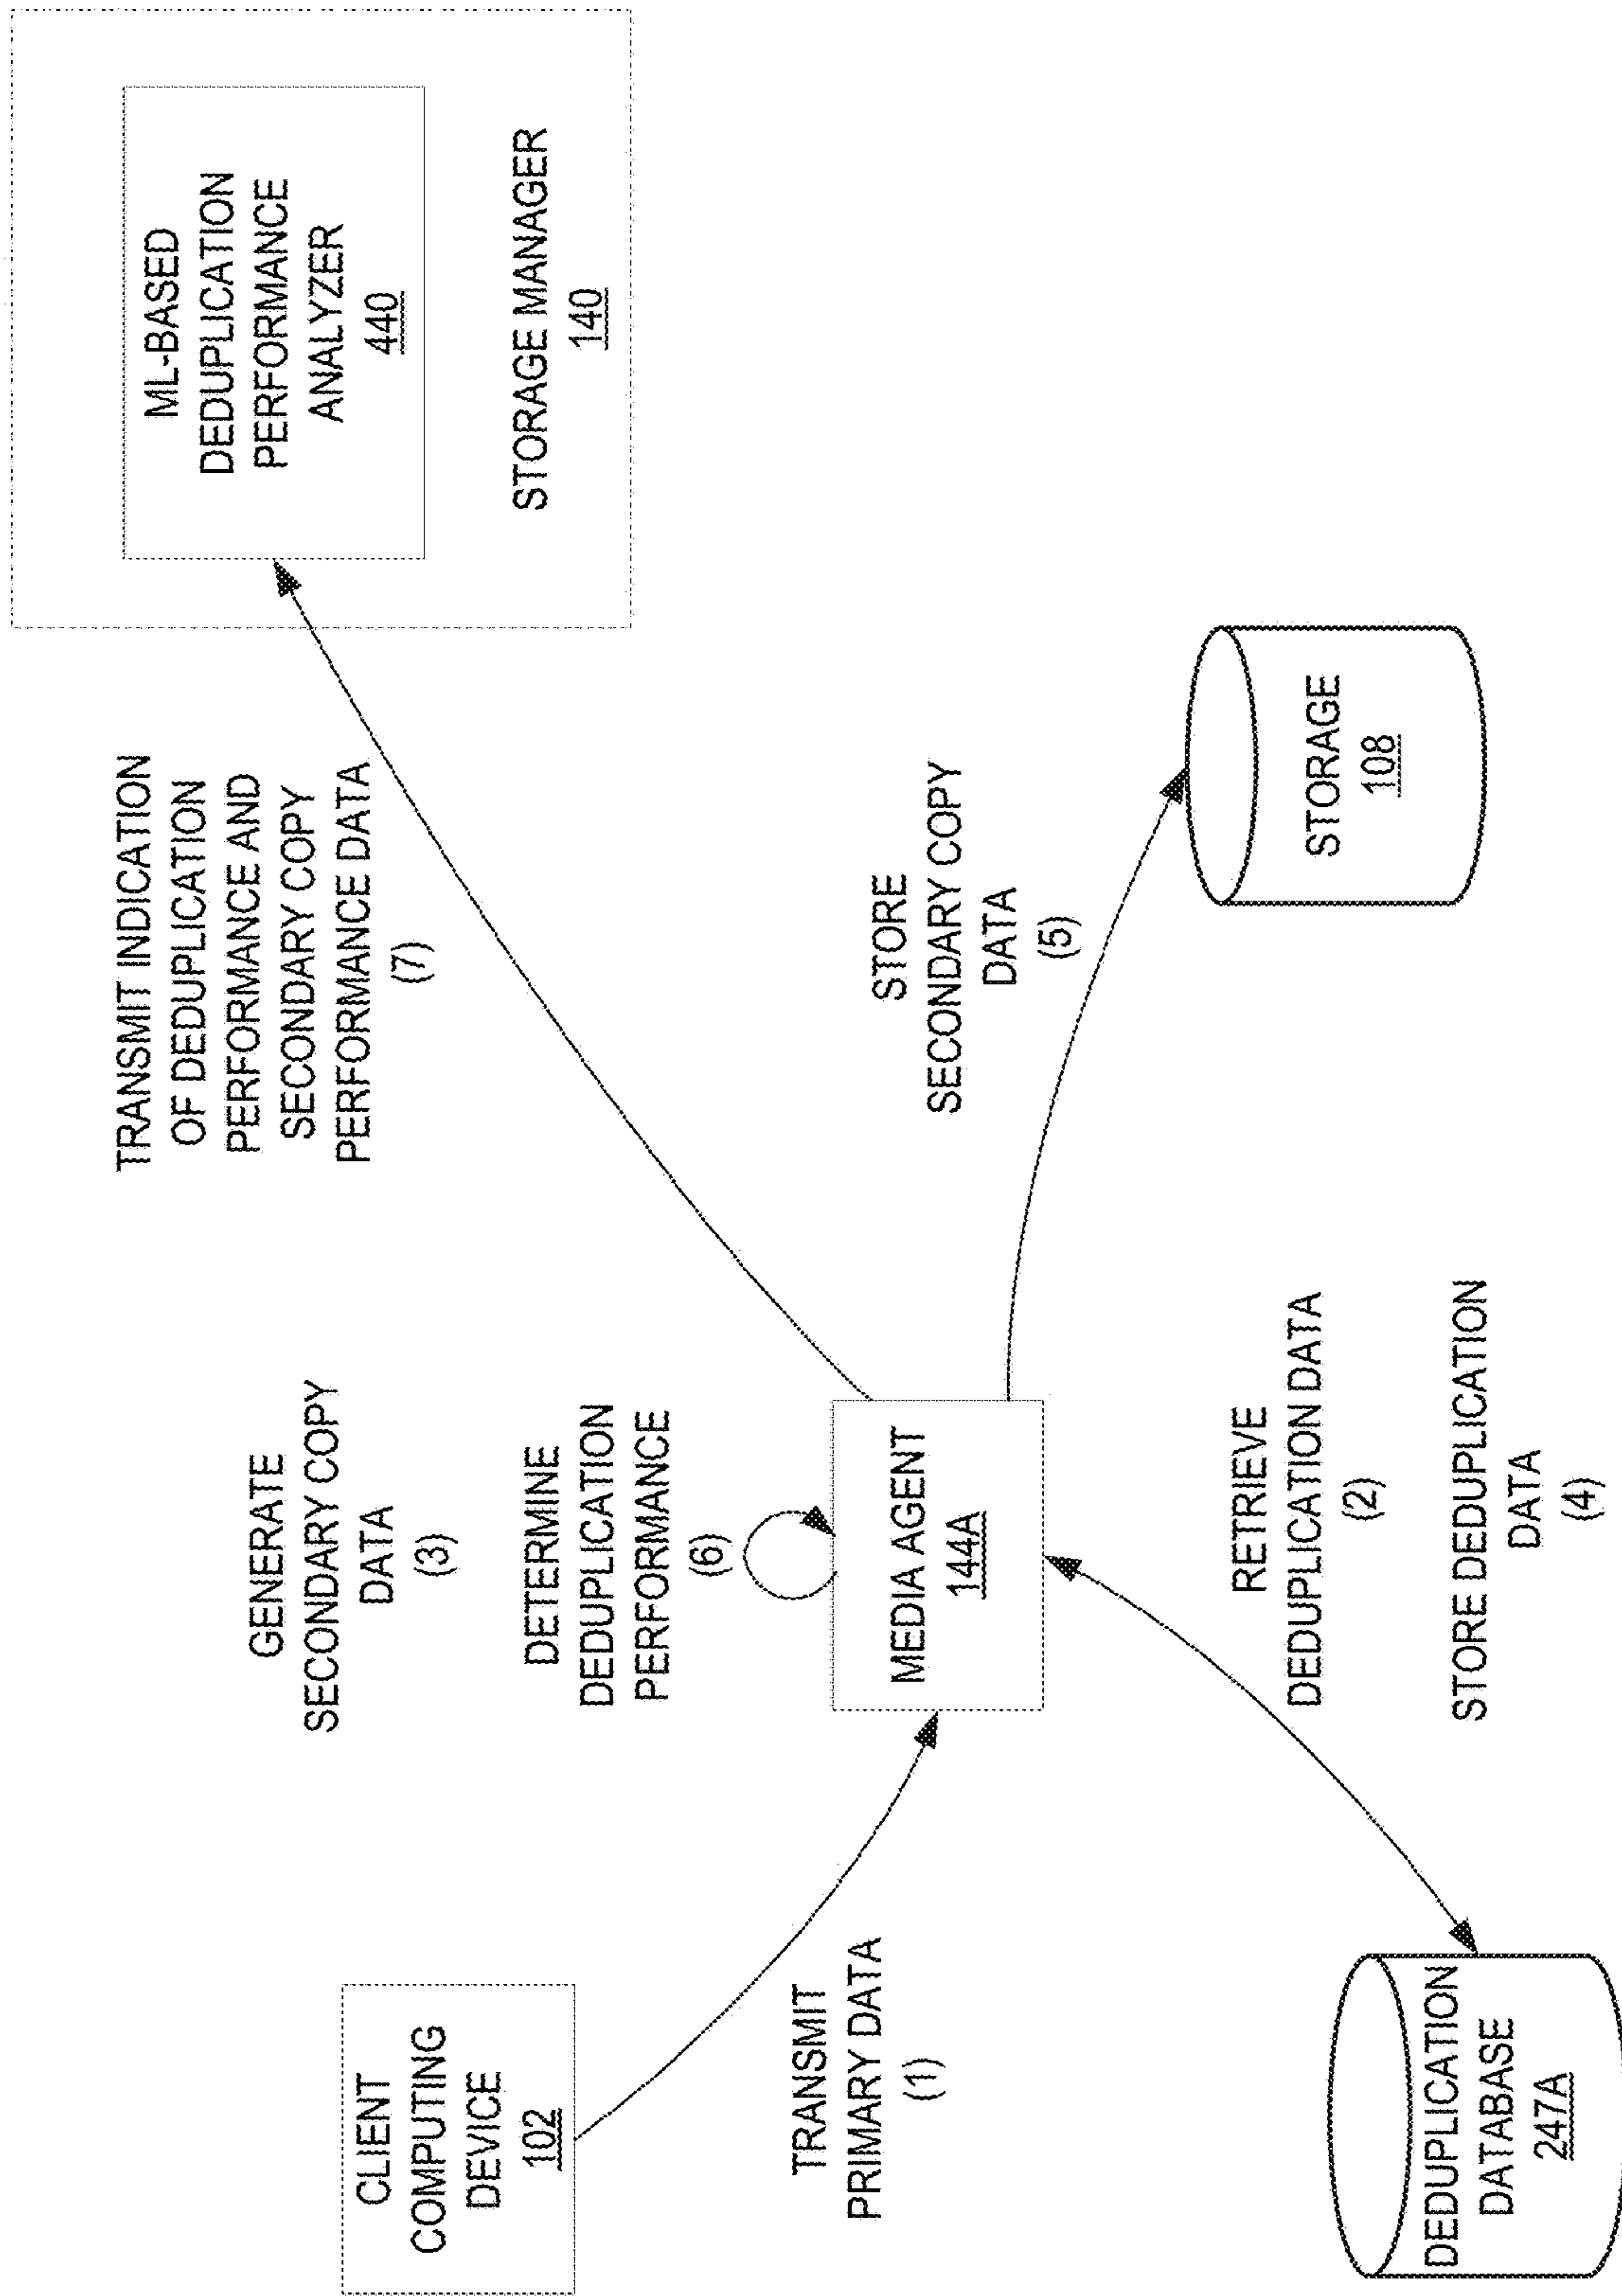 CLIENT
COMPUTING
DEVICE
102
TRANSMIT
PRIMARY DATA
(1)
DEDUPLICATION
DATABASE
247A
GENERATE
SECONDARY COPY
DATA
(3)
DETERMINE
DEDUPLICATION
PERFORMANCE
(6)
MEDIA AGENT
144A
RETRIEVE
DEDUPLICATION DATA
(2)
STORE DEDUPLICATION
DATA
(4)
TRANSMIT INDICATION
OF DEDUPLICATION
PERFORMANCE AND
SECONDARY COPY
PERFORMANCE DATA
(7)
STORE
SECONDARY COPY
DATA
(5)
STORAGE
108
ML-BASED
DEDUPLICATION
PERFORMANCE
ANALYZER
440
STORAGE MANAGER
140